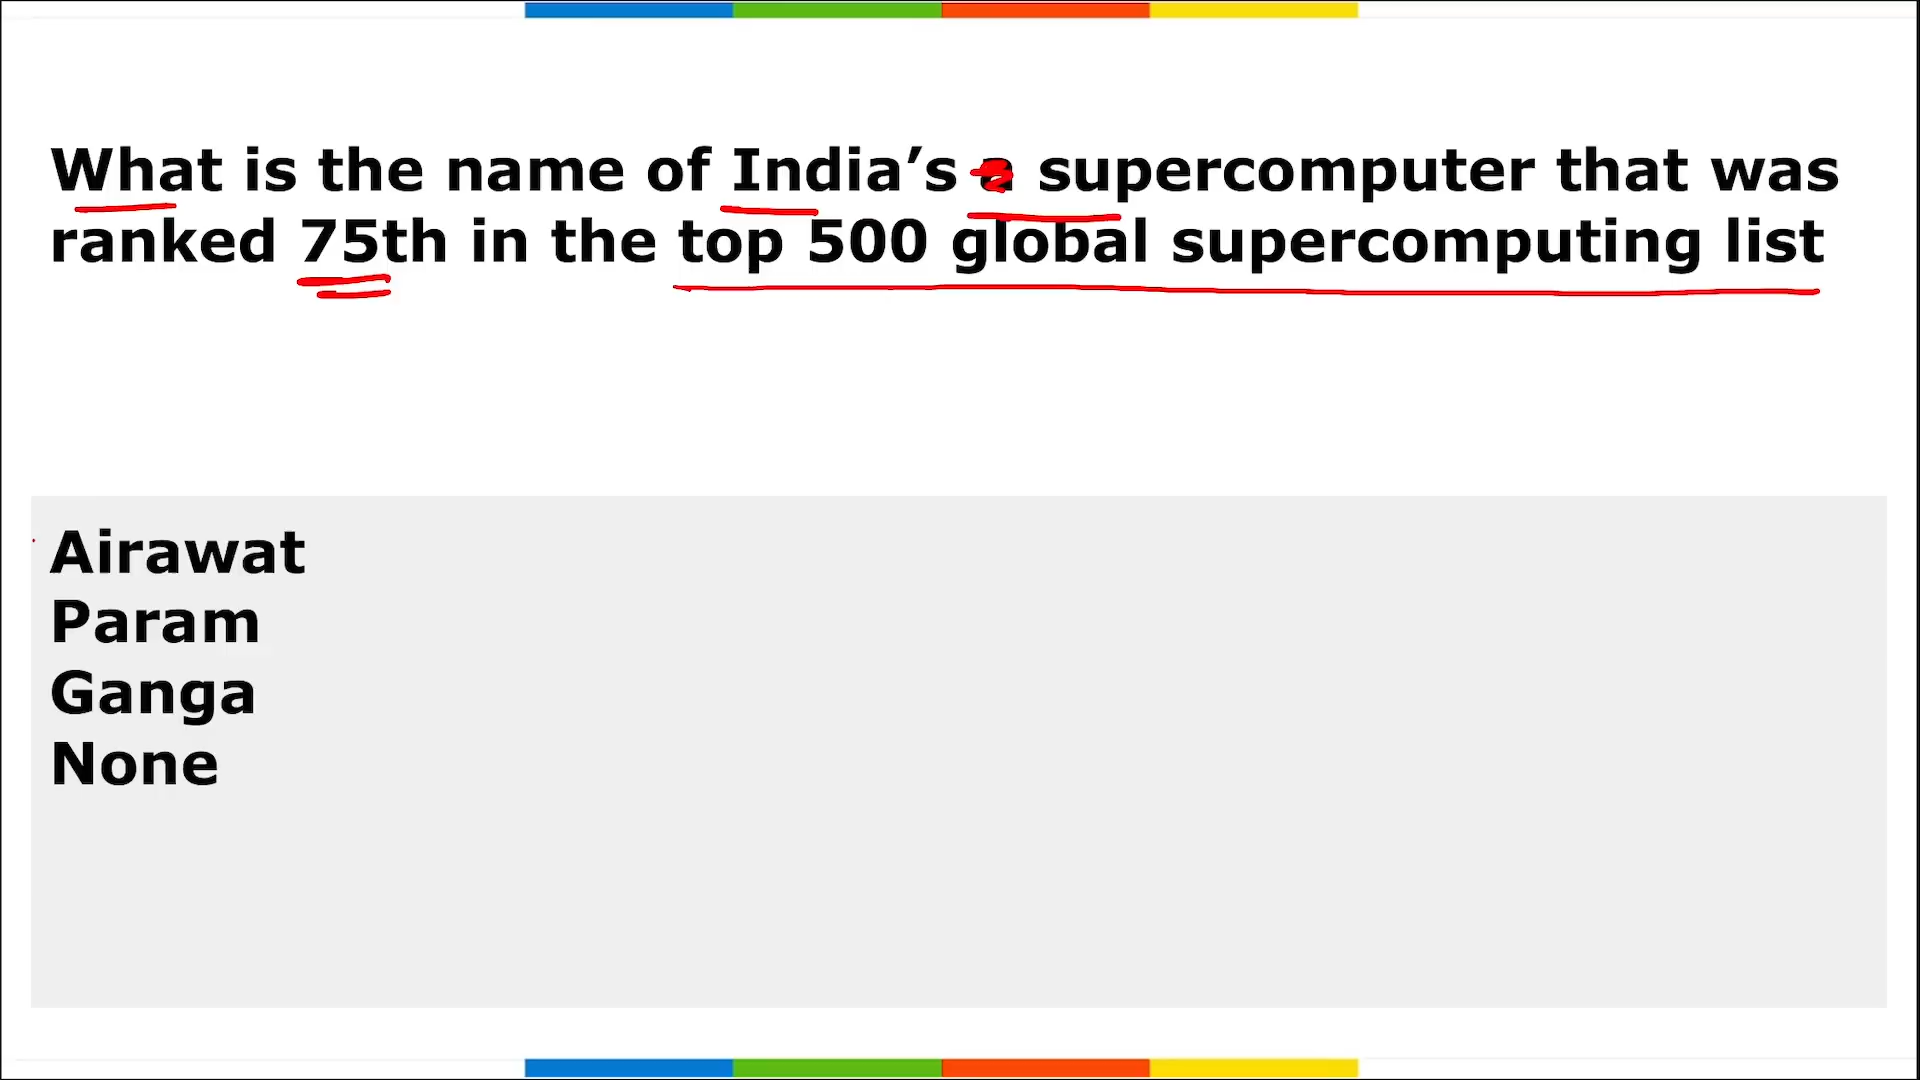 What is the name of India’s a supercomputer that was
ranked 75th in the top 500 global supercomputing list
Airawat
Param
Ganga
None